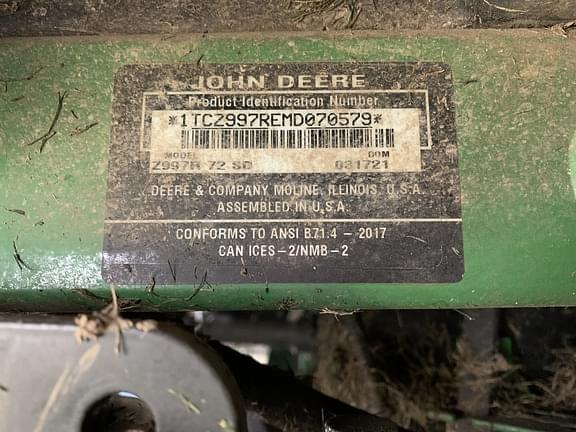 JOHN DEERE
Product Identification Number
*1TCZ997REMD070579*
MODEL DOM
Z997R 72 SD 031721
DEERE & COMPANY MOLINE, ILLINOIS, U.S.A.
ASSEMBLED IN U.S.A.
CONFORMS TO ANSI B71.4 – 2017
CAN ICES–2/NMB–2